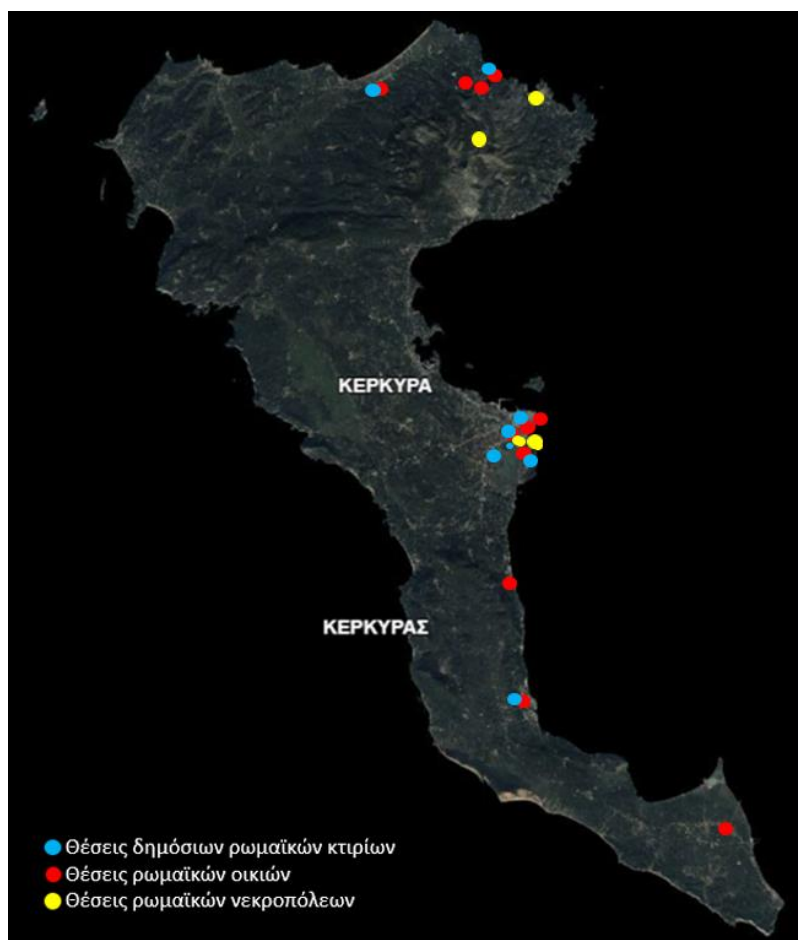 ΚΕΡΚΥΡΑ
ΚΕΡΚΥΡΑΣ
Θέσεις δημόσιων ρωμαϊκών κτιρίων
Θέσεις ρωμαϊκών οικιών
Θέσεις ρωμαϊκών νεκροπόλεων